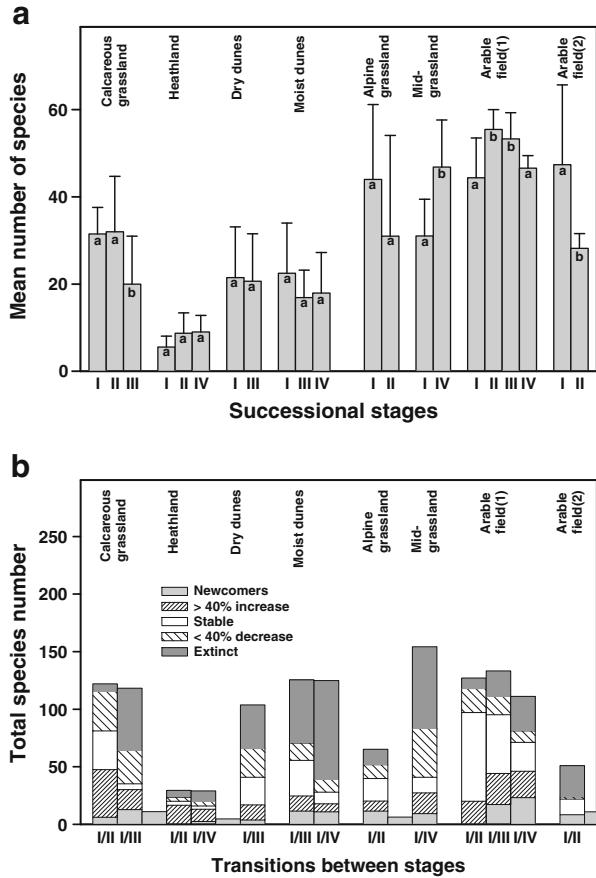 a
Calcareous
grassland
Heathland
Dry dunes
Moist dunes
Alpine
grassland
Mid-
grassland
Arable
field(1)
Arable
field(2)
Mean number of species
60
40
20
0
a a b
a a a
a a
a a a
a a
a b
a b b a
a b
I II III I II IV I III I III IV I II I IV I II III IV I II
Successional stages
b
Calcareous
grassland
Heathland
Dry dunes
Moist dunes
Alpine
grassland
Mid-
grassland
Arable
field(1)
Arable
field(2)
Total species number
250
200
150
100
50
0
Newcomers
> 40% increase
Stable
< 40% decrease
Extinct
I/II I/III I/II I/IV I/III I/III I/IV I/II I/IV I/II I/III I/IV I/II
Transitions between stages